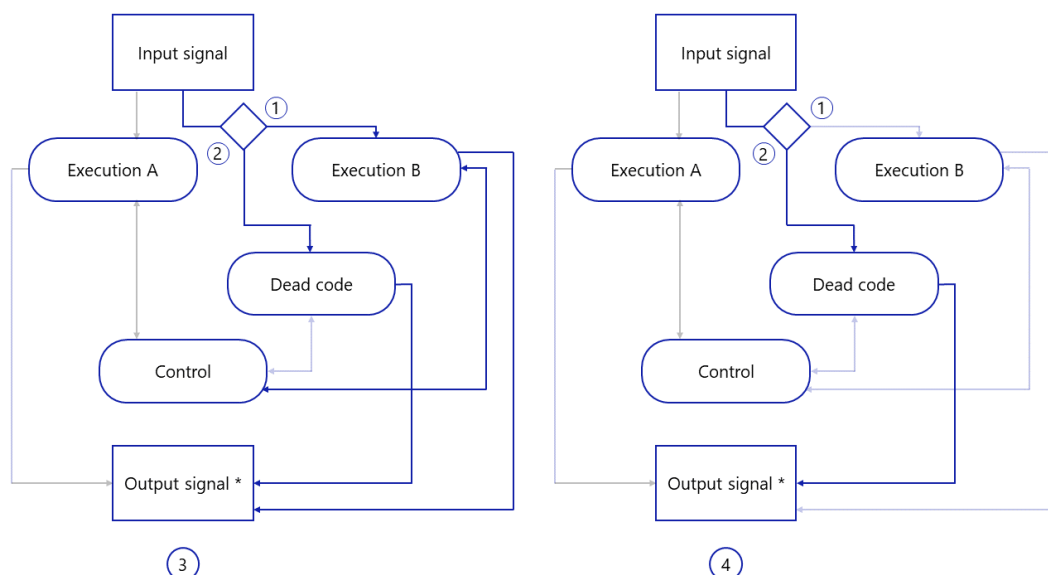 Input signal
1
2
Execution A
Execution B
Dead code
Control
Output signal *
3
Input signal
1
2
Execution A
Execution B
Dead code
Control
Output signal *
4